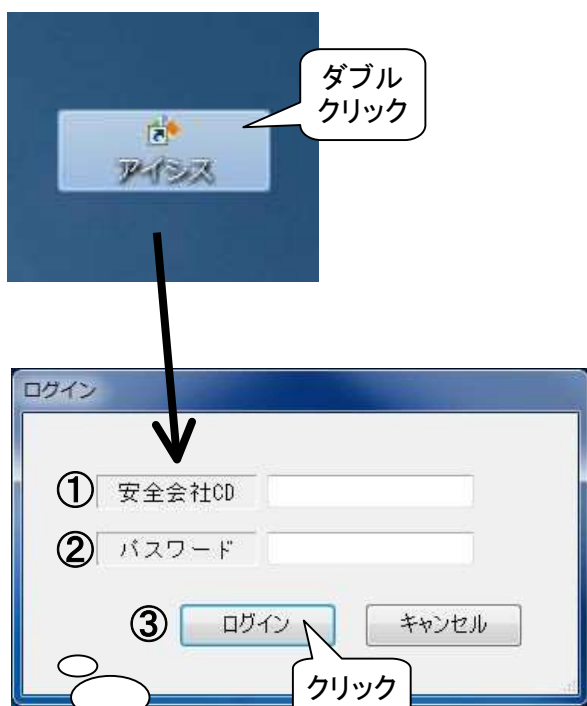 ダブル
クリック
アイシス
ログイン
① 安全会社CD
② パスワード
③ ログイン キャンセル
クリック